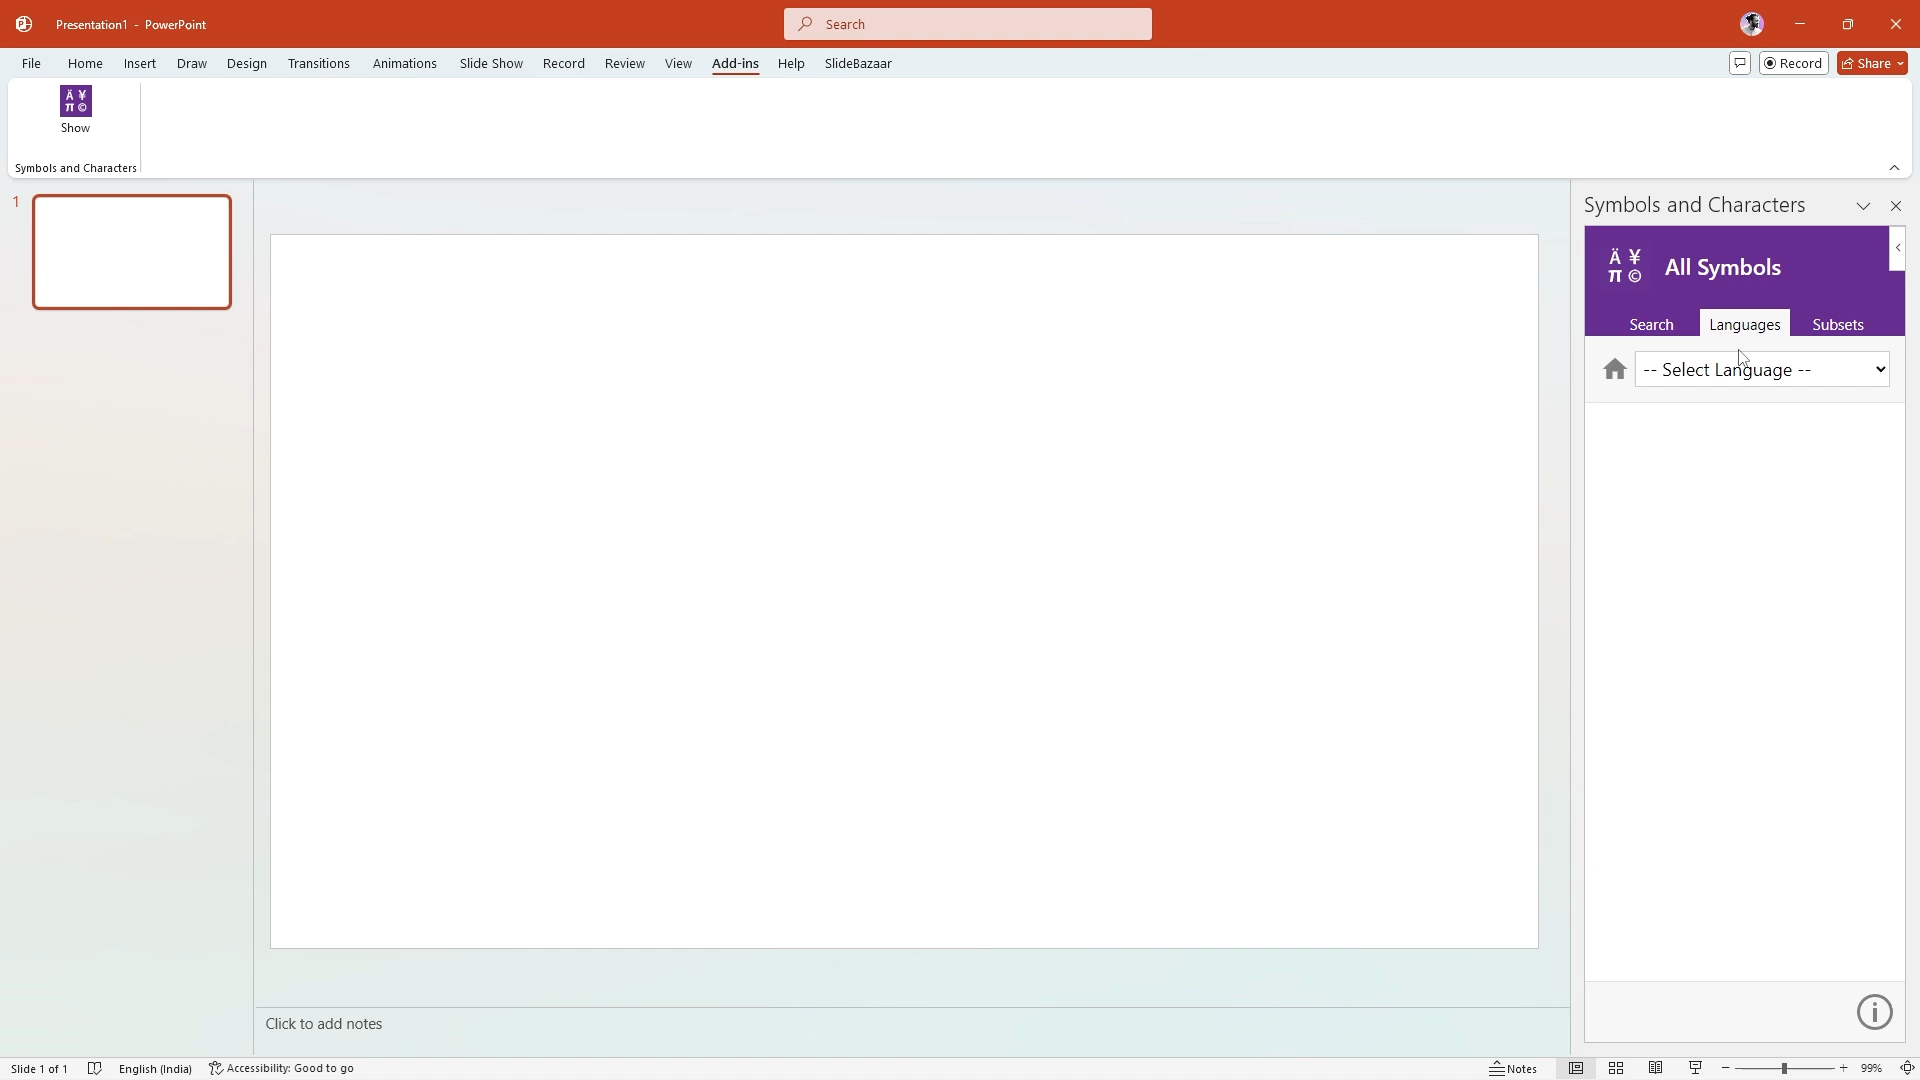 Presentation1 - PowerPoint
Search
File Home Insert Draw Design Transitions Animations Slide Show Record Review View Add-ins Help SlideBazaar
Record
Share
Ä ¥
π ©
Show
Symbols and Characters
1
Symbols and Characters
Ä ¥
π ©
All Symbols
Search Languages Subsets
-- Select Language --
Click to add notes
Slide 1 of 1
English (India)
Accessibility: Good to go
Notes
99%